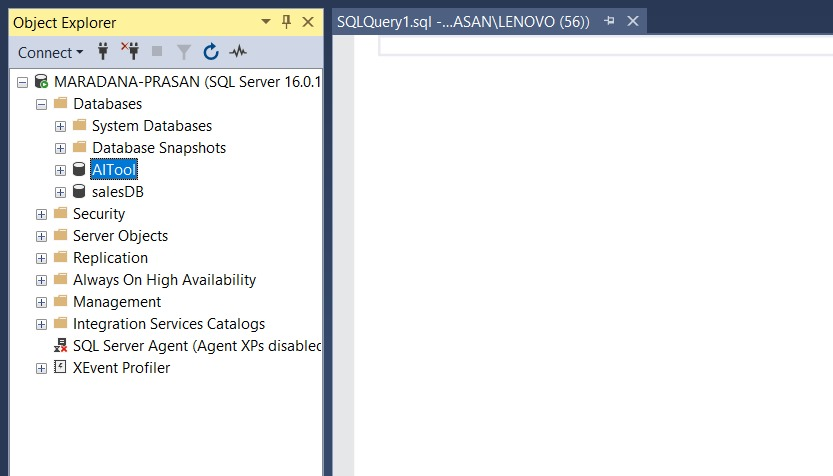 Object Explorer
SQLQuery1.sql -...ASAN\LENOVO (56))
Connect
MARADANA-PRASAN (SQL Server 16.0.1
Databases
System Databases
Database Snapshots
AITool
salesDB
Security
Server Objects
Replication
Always On High Availability
Management
Integration Services Catalogs
SQL Server Agent (Agent XPs disabled
XEvent Profiler